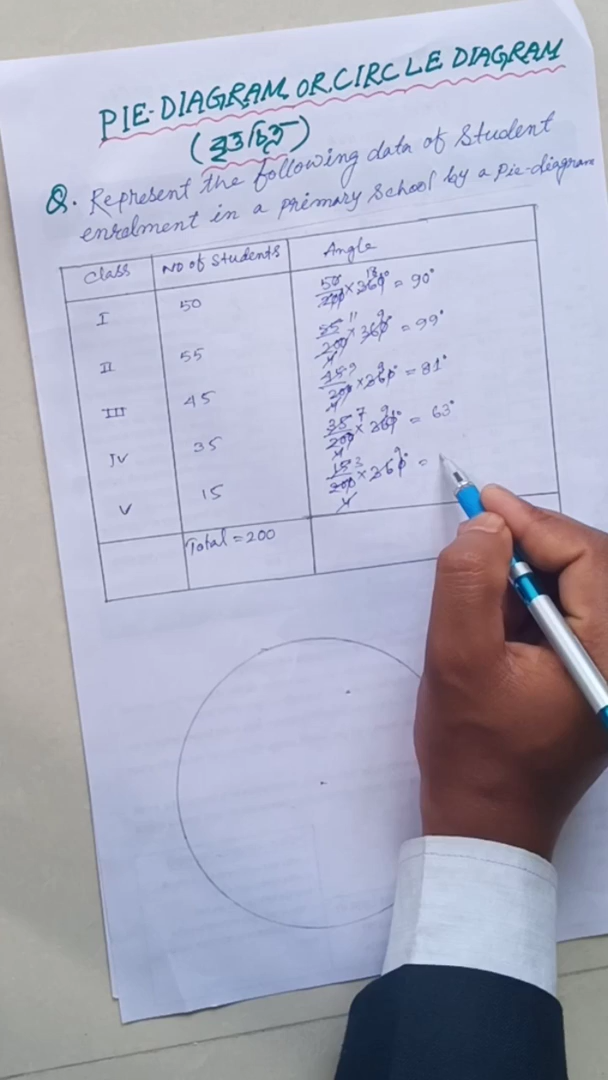 PIE-DIAGRAM OR CIRCLE DIAGRAM
Q. Represent the following data of Student
enrolment in a primary School by a Pie-diagram
Class No of Students Angle
I 50 50/200 × 360° = 90°
II 55 55/200 × 360° = 99°
III 45 45/200 × 360° = 81°
IV 35 35/200 × 360° = 63°
V 15 15/200 × 360° =
Total = 200